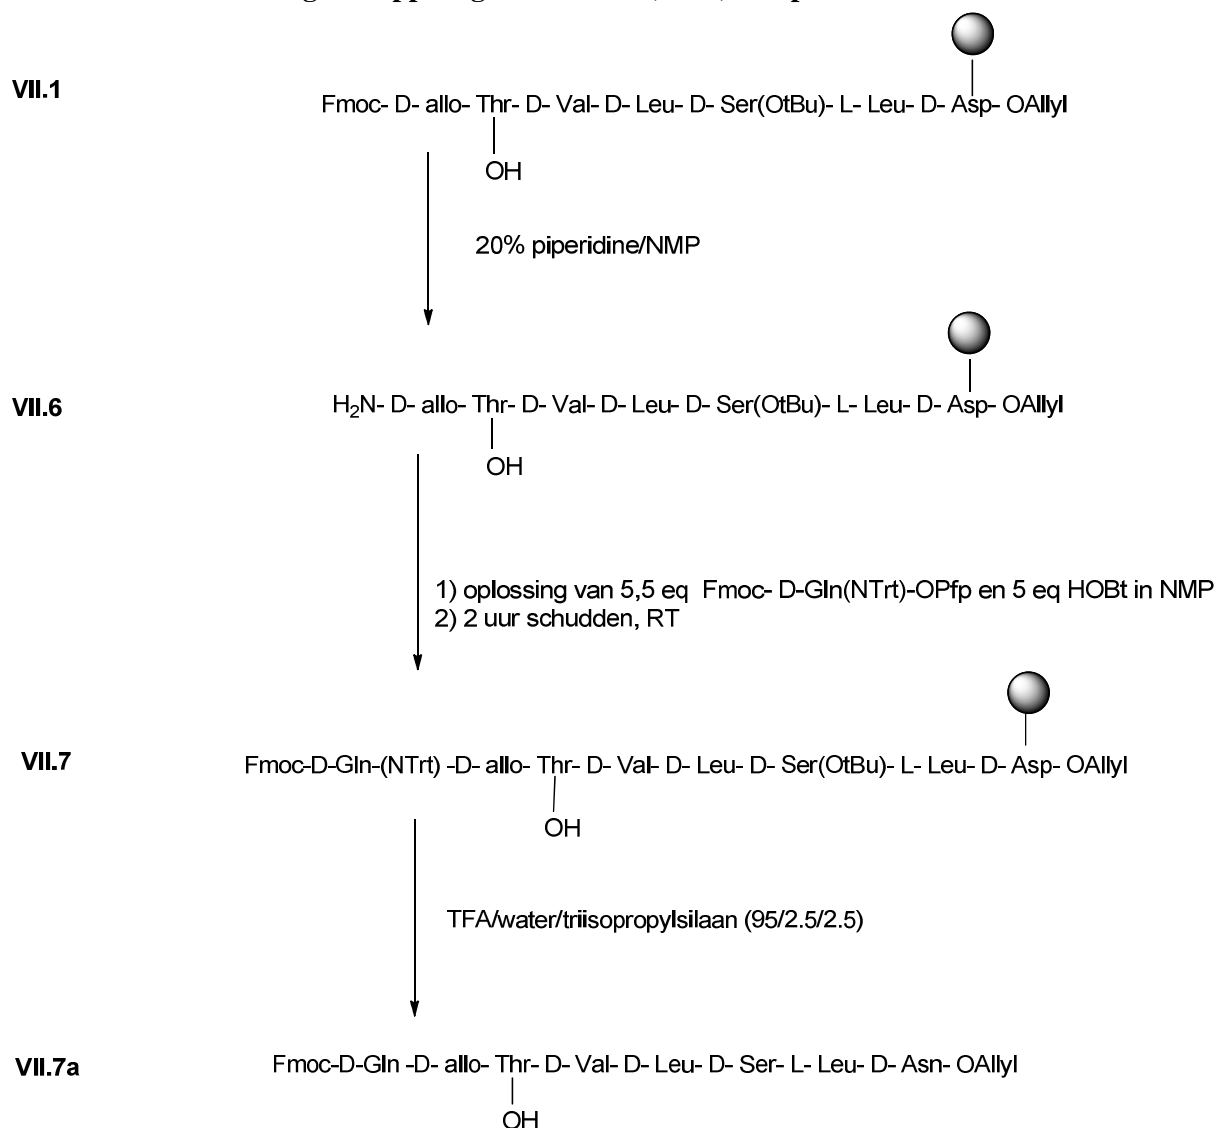 VII.1
Fmoc- D- allo- Thr- D- Val- D- Leu- D- Ser(OtBu)- L- Leu- D- Asp- OAllyl
OH
20% piperidine/NMP
VII.6
H2N- D- allo- Thr- D- Val- D- Leu- D- Ser(OtBu)- L- Leu- D- Asp- OAllyl
OH
1) oplossing van 5,5 eq Fmoc- D-Gln(NTrt)-OPfp en 5 eq HOBt in NMP
2) 2 uur schudden, RT
VII.7
Fmoc-D-Gln-(NTrt) -D- allo- Thr- D- Val- D- Leu- D- Ser(OtBu)- L- Leu- D- Asp- OAllyl
OH
TFA/water/triisopropylsilaan (95/2.5/2.5)
VII.7a
Fmoc-D-Gln -D- allo- Thr- D- Val- D- Leu- D- Ser- L- Leu- D- Asn- OAllyl
OH